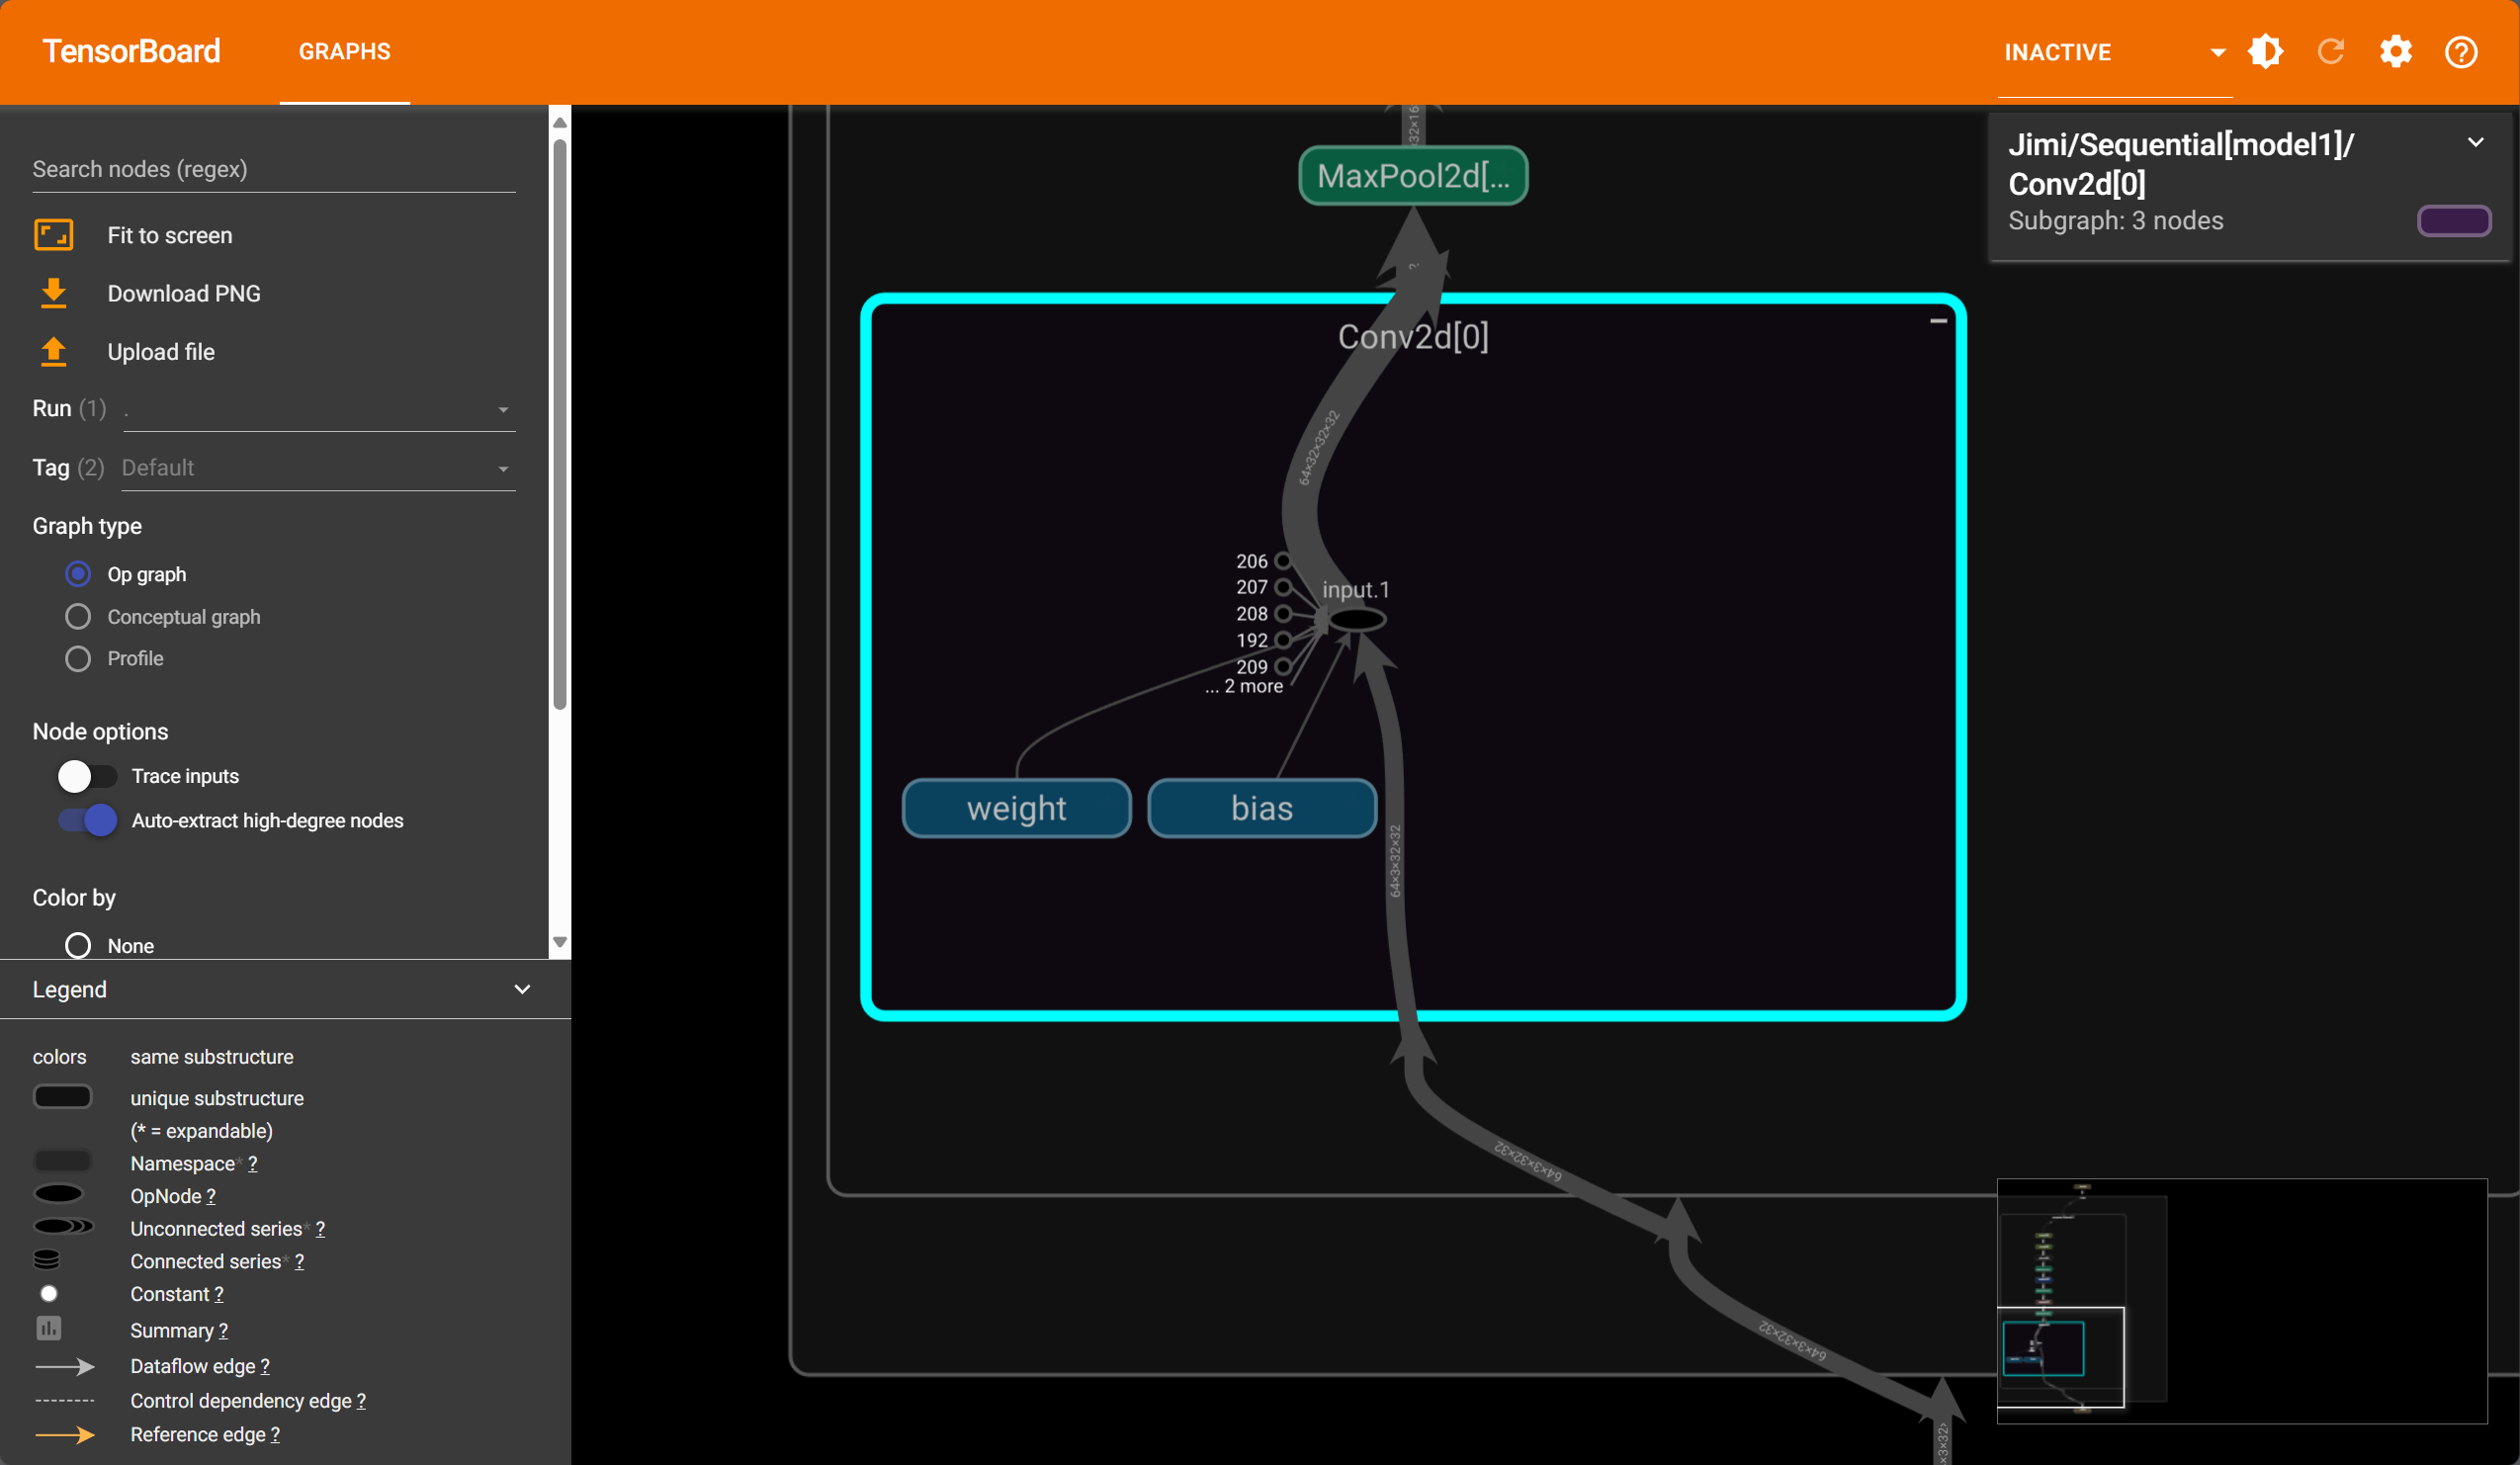 TensorBoard
GRAPHS
INACTIVE
Search nodes (regex)
Fit to screen
Download PNG
Upload file
Run (1) .
Tag (2) Default
Graph type
Op graph
Conceptual graph
Profile
Node options
Trace inputs
Auto-extract high-degree nodes
Color by
None
Legend
colors same substructure
unique substructure
(* = expandable)
Namespace* ?
OpNode ?
Unconnected series* ?
Connected series* ?
Constant ?
Summary ?
Dataflow edge ?
Control dependency edge ?
Reference edge ?
MaxPool2d[...
?
Conv2d[0]
64×32×32×32
206
207
208
192
209
... 2 more
input.1
weight
bias
64×3×32×32
64×3×32×32
64×3×32×32
Jimi/Sequential[model1]/
Conv2d[0]
Subgraph: 3 nodes